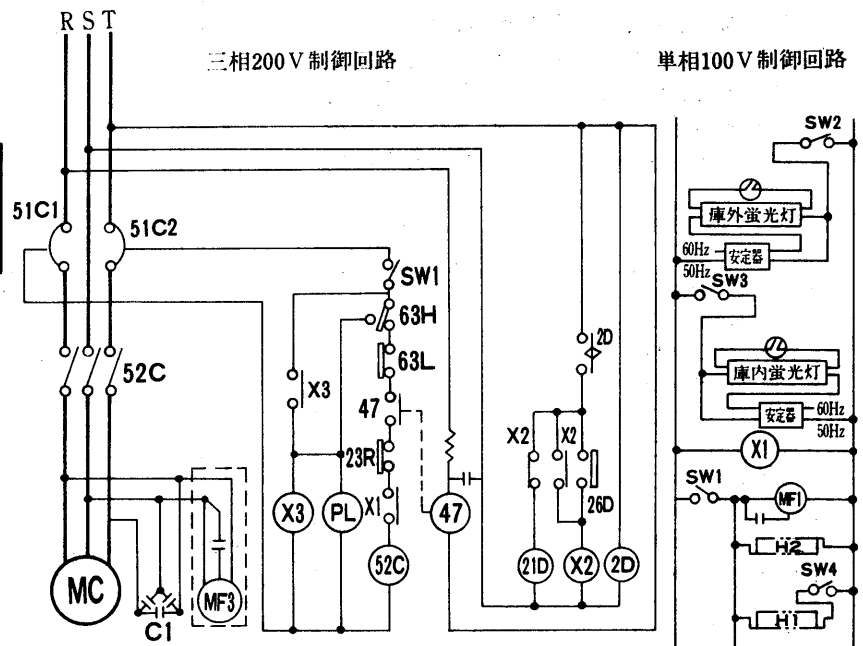 R S T
三相200V制御回路
単相100V制御回路
SW2
51C1
51C2
庫外蛍光灯
60Hz
50Hz
安定器
SW1
SW3
63H
2D
63L
52C
X3
47
庫内蛍光灯
安定器
60Hz
50Hz
X2
X2
23R
X1
26D
X1
SW1
MF1
X3
PL
47
52C
21D
X2
2D
H2
SW4
MC
MF3
C1
H1